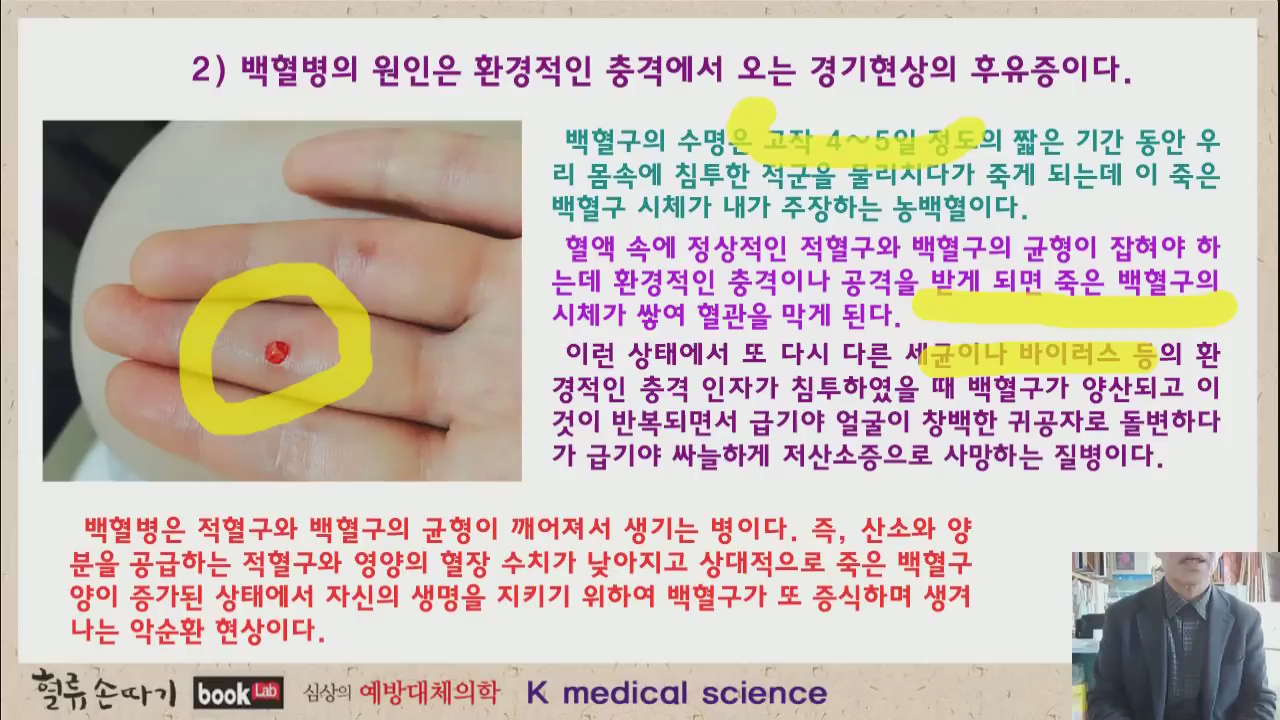 2) 백혈병의 원인은 환경적인 충격에서 오는 경기현상의 후유증이다.
백혈구의 수명은 고작 4~5일 정도의 짧은 기간 동안 우
리 몸속에 침투한 적군을 물리치다가 죽게 되는데 이 죽은
백혈구 시체가 내가 주장하는 농백혈이다.
혈액 속에 정상적인 적혈구와 백혈구의 균형이 잡혀야 하
는데 환경적인 충격이나 공격을 받게 되면 죽은 백혈구의
시체가 쌓여 혈관을 막게 된다.
이런 상태에서 또 다시 다른 세균이나 바이러스 등의 환
경적인 충격 인자가 침투하였을 때 백혈구가 양산되고 이
것이 반복되면서 급기야 얼굴이 창백한 귀공자로 돌변하다
가 급기야 싸늘하게 저산소증으로 사망하는 질병이다.
백혈병은 적혈구와 백혈구의 균형이 깨어져서 생기는 병이다. 즉, 산소와 양
분을 공급하는 적혈구와 영양의 혈장 수치가 낮아지고 상대적으로 죽은 백혈구
양이 증가된 상태에서 자신의 생명을 지키기 위하여 백혈구가 또 증식하며 생겨
나는 악순환 현상이다.
혈류 손따기 book Lab 심상의 예방대체의학 K medical science